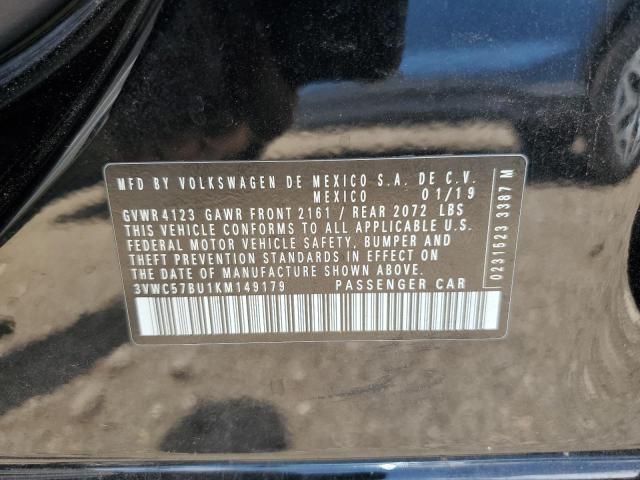 MFD BY VOLKSWAGEN DE MEXICO S.A. DE C.V.
MEXICO 01/19
GVWR 4123 GAWR FRONT 2161 / REAR 2072 LBS
THIS VEHICLE CONFORMS TO ALL APPLICABLE U.S.
FEDERAL MOTOR VEHICLE SAFETY, BUMPER AND
THEFT PREVENTION STANDARDS IN EFFECT ON
THE DATE OF MANUFACTURE SHOWN ABOVE.
3VWC57BU1KM149179 PASSENGER CAR
0231523 3387 M